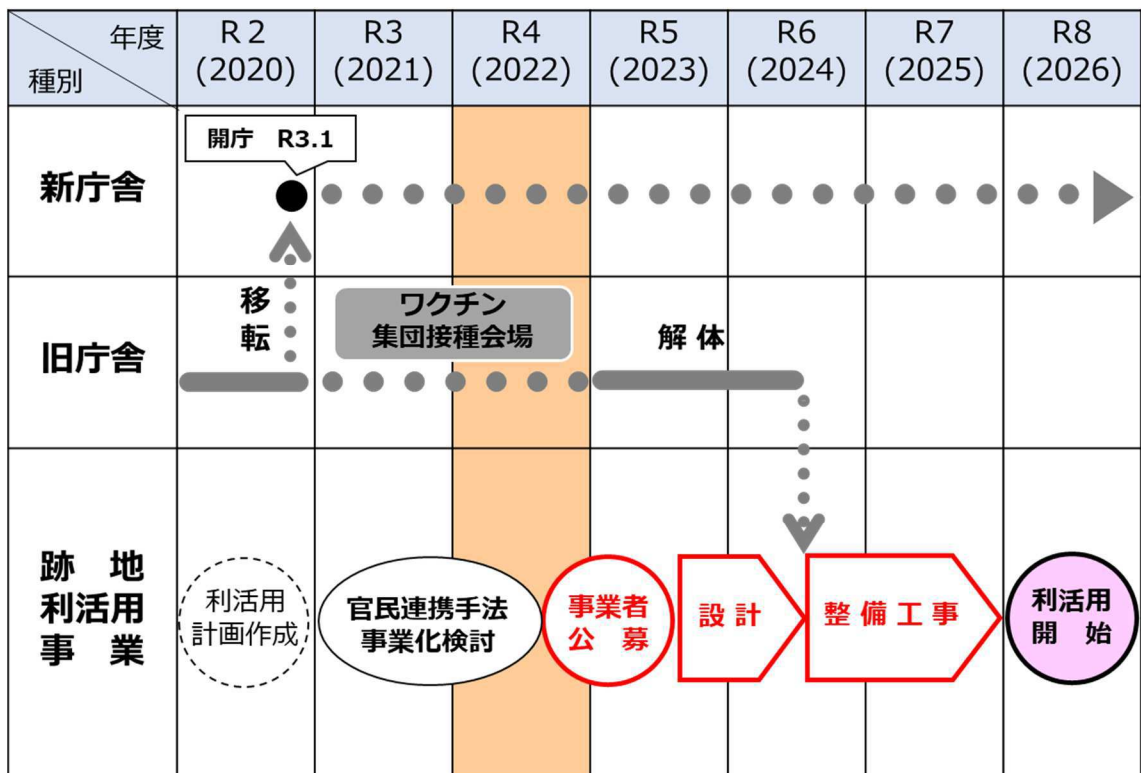 年度
種別
R 2
(2020)
R3
(2021)
R4
(2022)
R5
(2023)
R6
(2024)
R7
(2025)
R8
(2026)
新庁舎
開庁 R3.1
旧庁舎
移転
ワクチン
集団接種会場
解 体
跡 地
利活用
事 業
利活用
計画作成
官民連携手法
事業化検討
事業者
公 募
設 計
整 備 工 事
利活用
開 始